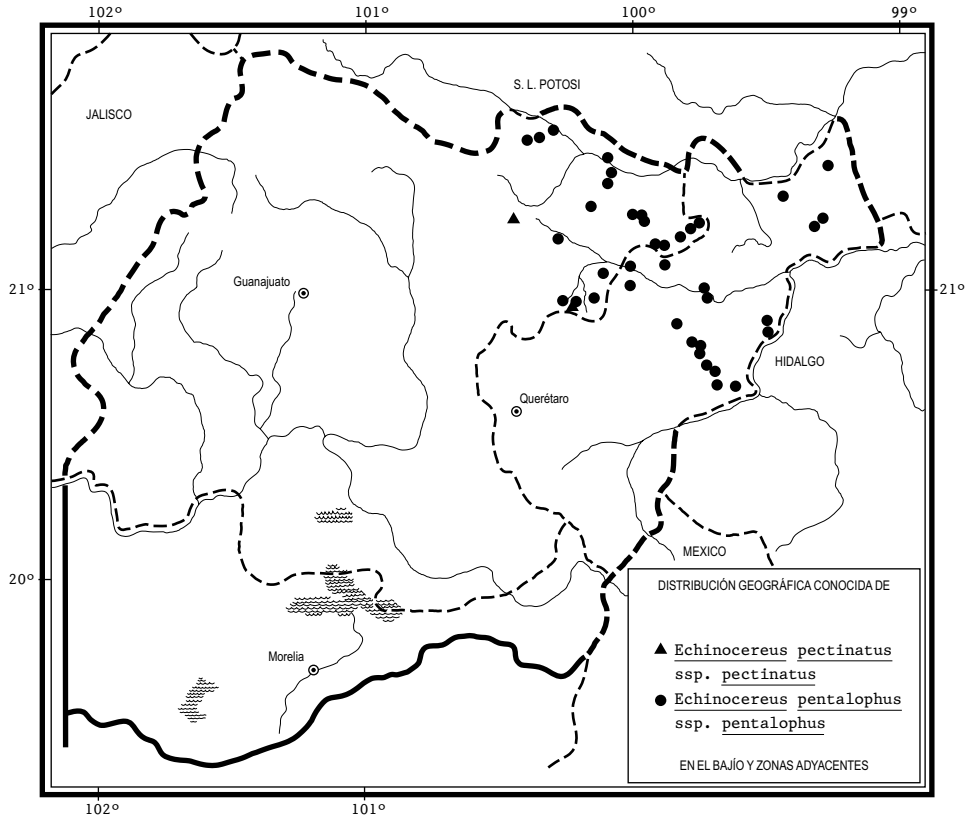 102º 101º 100º 99º
S. L. POTOSI
JALISCO
Guanajuato
21º 21º
HIDALGO
Querétaro
MEXICO
20º
DISTRIBUCIÓN GEOGRÁFICA CONOCIDA DE
Echinocereus pectinatus
ssp. pectinatus
Echinocereus pentalophus
ssp. pentalophus
EN EL BAJÍO Y ZONAS ADYACENTES
Morelia
102º 101º